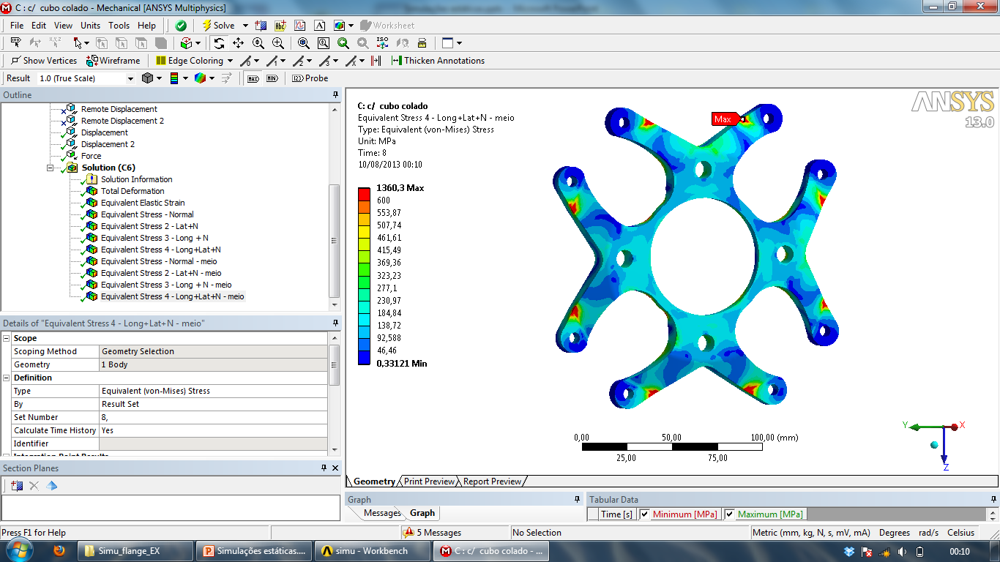 C : c/ cubo colado - Mechanical [ANSYS Multiphysics]
File Edit View Units Tools Help Solve Worksheet
Show Vertices Wireframe Edge Coloring Thicken Annotations
Result 1.0 (True Scale) MAX MIN Probe
Outline
Remote Displacement
Remote Displacement 2
Displacement
Displacement 2
Force
Solution (C6)
Solution Information
Total Deformation
Equivalent Elastic Strain
Equivalent Stress - Normal
Equivalent Stress 2 - Lat+N
Equivalent Stress 3 - Long + N
Equivalent Stress 4 - Long+Lat+N
Equivalent Stress - Normal - meio
Equivalent Stress 2 - Lat+N - meio
Equivalent Stress 3 - Long + N - meio
Equivalent Stress 4 - Long+Lat+N - meio
Details of "Equivalent Stress 4 - Long+Lat+N - meio"
Scope
Scoping Method Geometry Selection
Geometry 1 Body
Definition
Type Equivalent (von-Mises) Stress
By Result Set
Set Number 8,
Calculate Time History Yes
Identifier
Integration Point Results
Section Planes
C: c/ cubo colado
Equivalent Stress 4 - Long+Lat+N - meio
Type: Equivalent (von-Mises) Stress
Unit: MPa
Time: 8
10/08/2013 00:10
1360,3 Max
600
553,87
507,74
461,61
415,49
369,36
323,23
277,1
230,97
184,84
138,72
92,588
46,46
0,33121 Min
Max
ANSYS
13.0
0,00 50,00 100,00 (mm)
25,00 75,00
Y X
Z
Geometry Print Preview Report Preview
Graph
Messages Graph
Tabular Data
Time [s] Minimum [MPa] Maximum [MPa]
Press F1 for Help 5 Messages No Selection Metric (mm, kg, N, s, mV, mA) Degrees rad/s Celsius
Simu_flange_EX Simulações estáticas.... simu - Workbench C : c/ cubo colado - ... 00:10